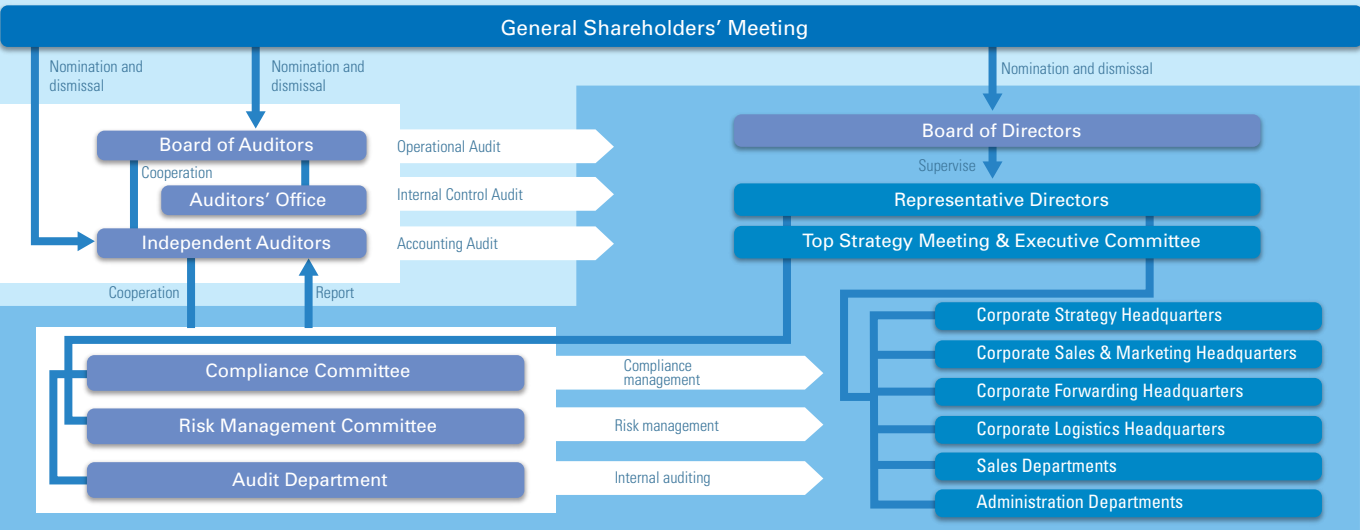 General Shareholders’ Meeting
Nomination and
dismissal
Nomination and
dismissal
Nomination and dismissal
Board of Auditors
Cooperation
Auditors’ Office
Independent Auditors
Operational Audit
Internal Control Audit
Accounting Audit
Board of Directors
Supervise
Representative Directors
Top Strategy Meeting & Executive Committee
Cooperation
Report
Compliance Committee
Risk Management Committee
Audit Department
Compliance
management
Risk management
Internal auditing
Corporate Strategy Headquarters
Corporate Sales & Marketing Headquarters
Corporate Forwarding Headquarters
Corporate Logistics Headquarters
Sales Departments
Administration Departments